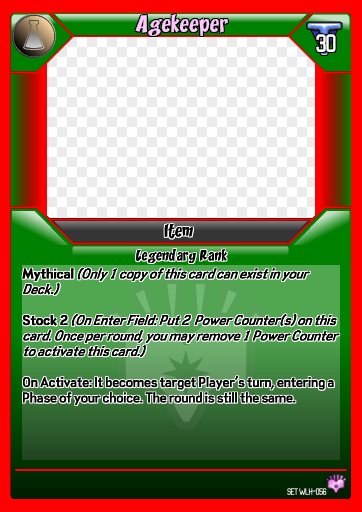 Agekeeper
30
Item
Legendary Rank
Mythical (Only 1 copy of this card can exist in your
Deck.)
Stock 2 (On Enter Field: Put 2 Power Counter(s) on this
card. Once per round, you may remove 1 Power Counter
to activate this card.)
On Activate: It becomes target Player's turn, entering a
Phase of your choice. The round is still the same.
SET WLH-056